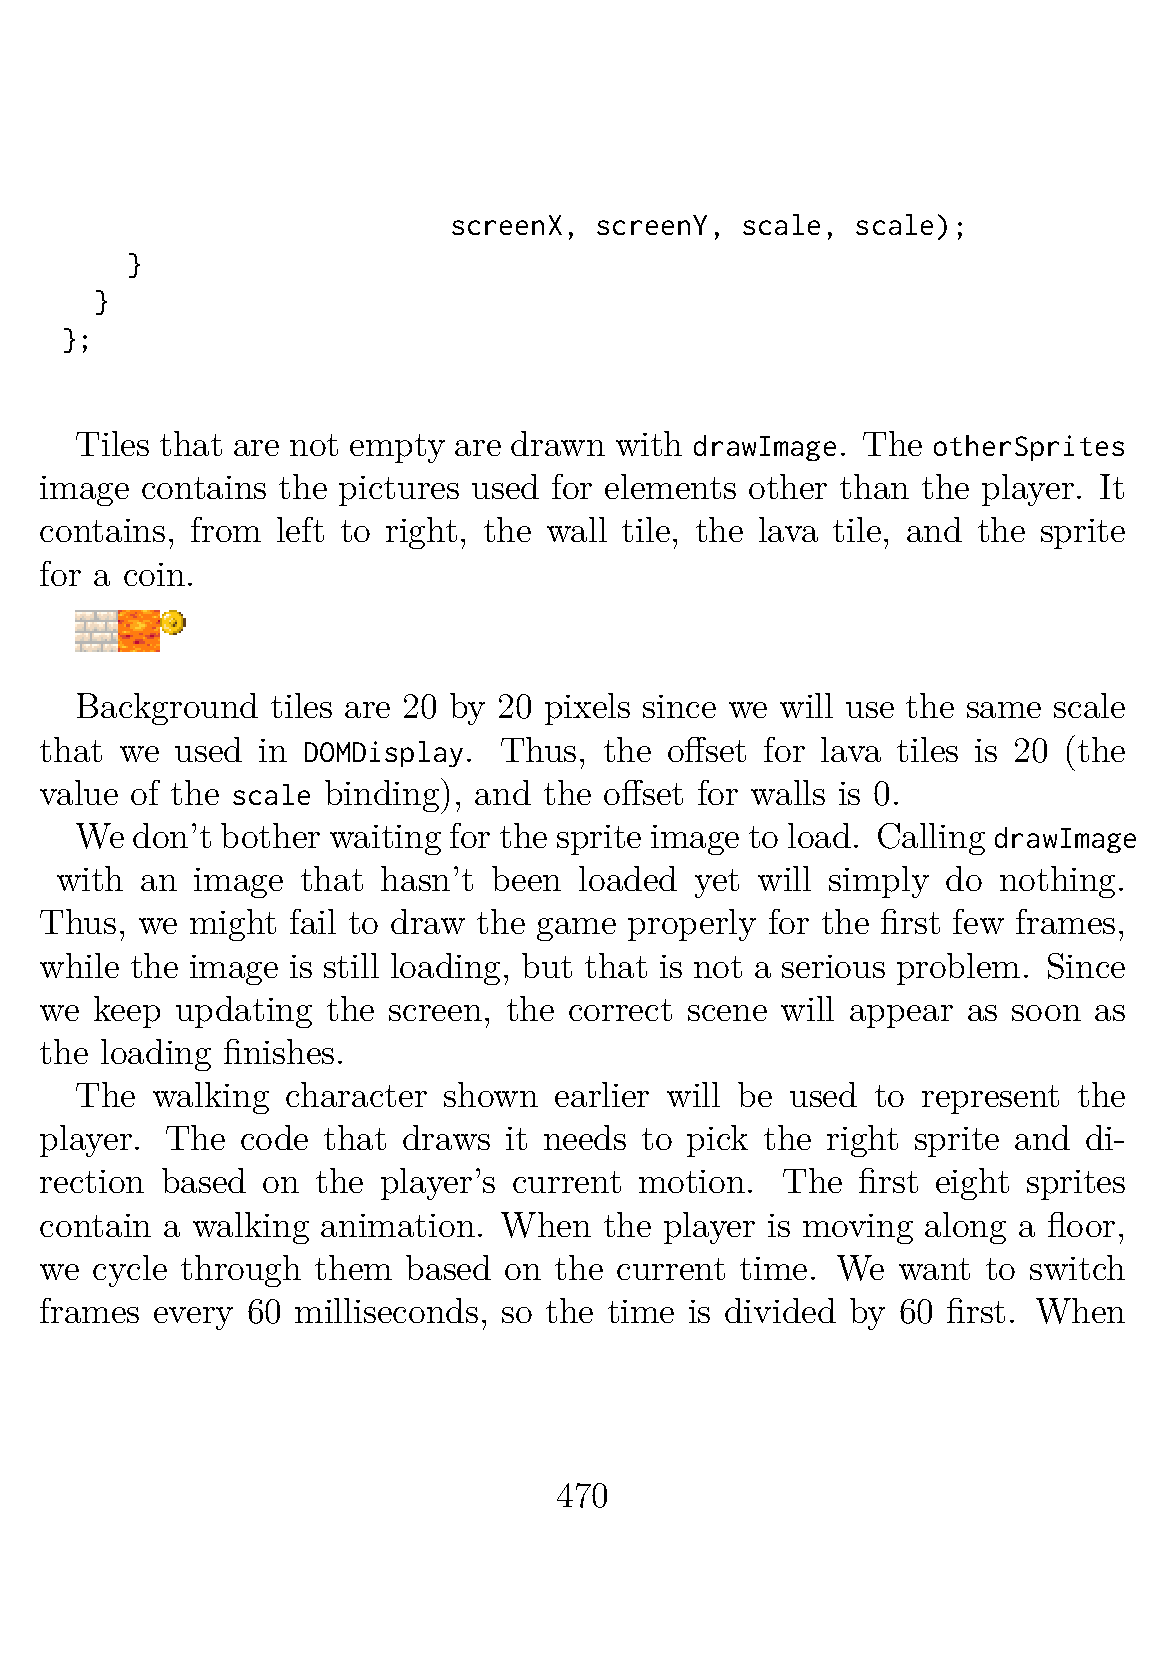 screenX, screenY, scale, scale);
}
}
};
Tiles that are not empty are drawn with drawImage. The otherSprites
image contains the pictures used for elements other than the player. It
contains, from left to right, the wall tile, the lava tile, and the sprite
for a coin.
Background tiles are 20 by 20 pixels since we will use the same scale
that we used in DOMDisplay. Thus, the offset for lava tiles is 20 (the
value of the scale binding), and the offset for walls is 0.
We don't bother waiting for the sprite image to load. Calling drawImage
with an image that hasn't been loaded yet will simply do nothing.
Thus, we might fail to draw the game properly for the first few frames,
while the image is still loading, but that is not a serious problem. Since
we keep updating the screen, the correct scene will appear as soon as
the loading finishes.
The walking character shown earlier will be used to represent the
player. The code that draws it needs to pick the right sprite and di-
rection based on the player's current motion. The first eight sprites
contain a walking animation. When the player is moving along a floor,
we cycle through them based on the current time. We want to switch
frames every 60 milliseconds, so the time is divided by 60 first. When
470